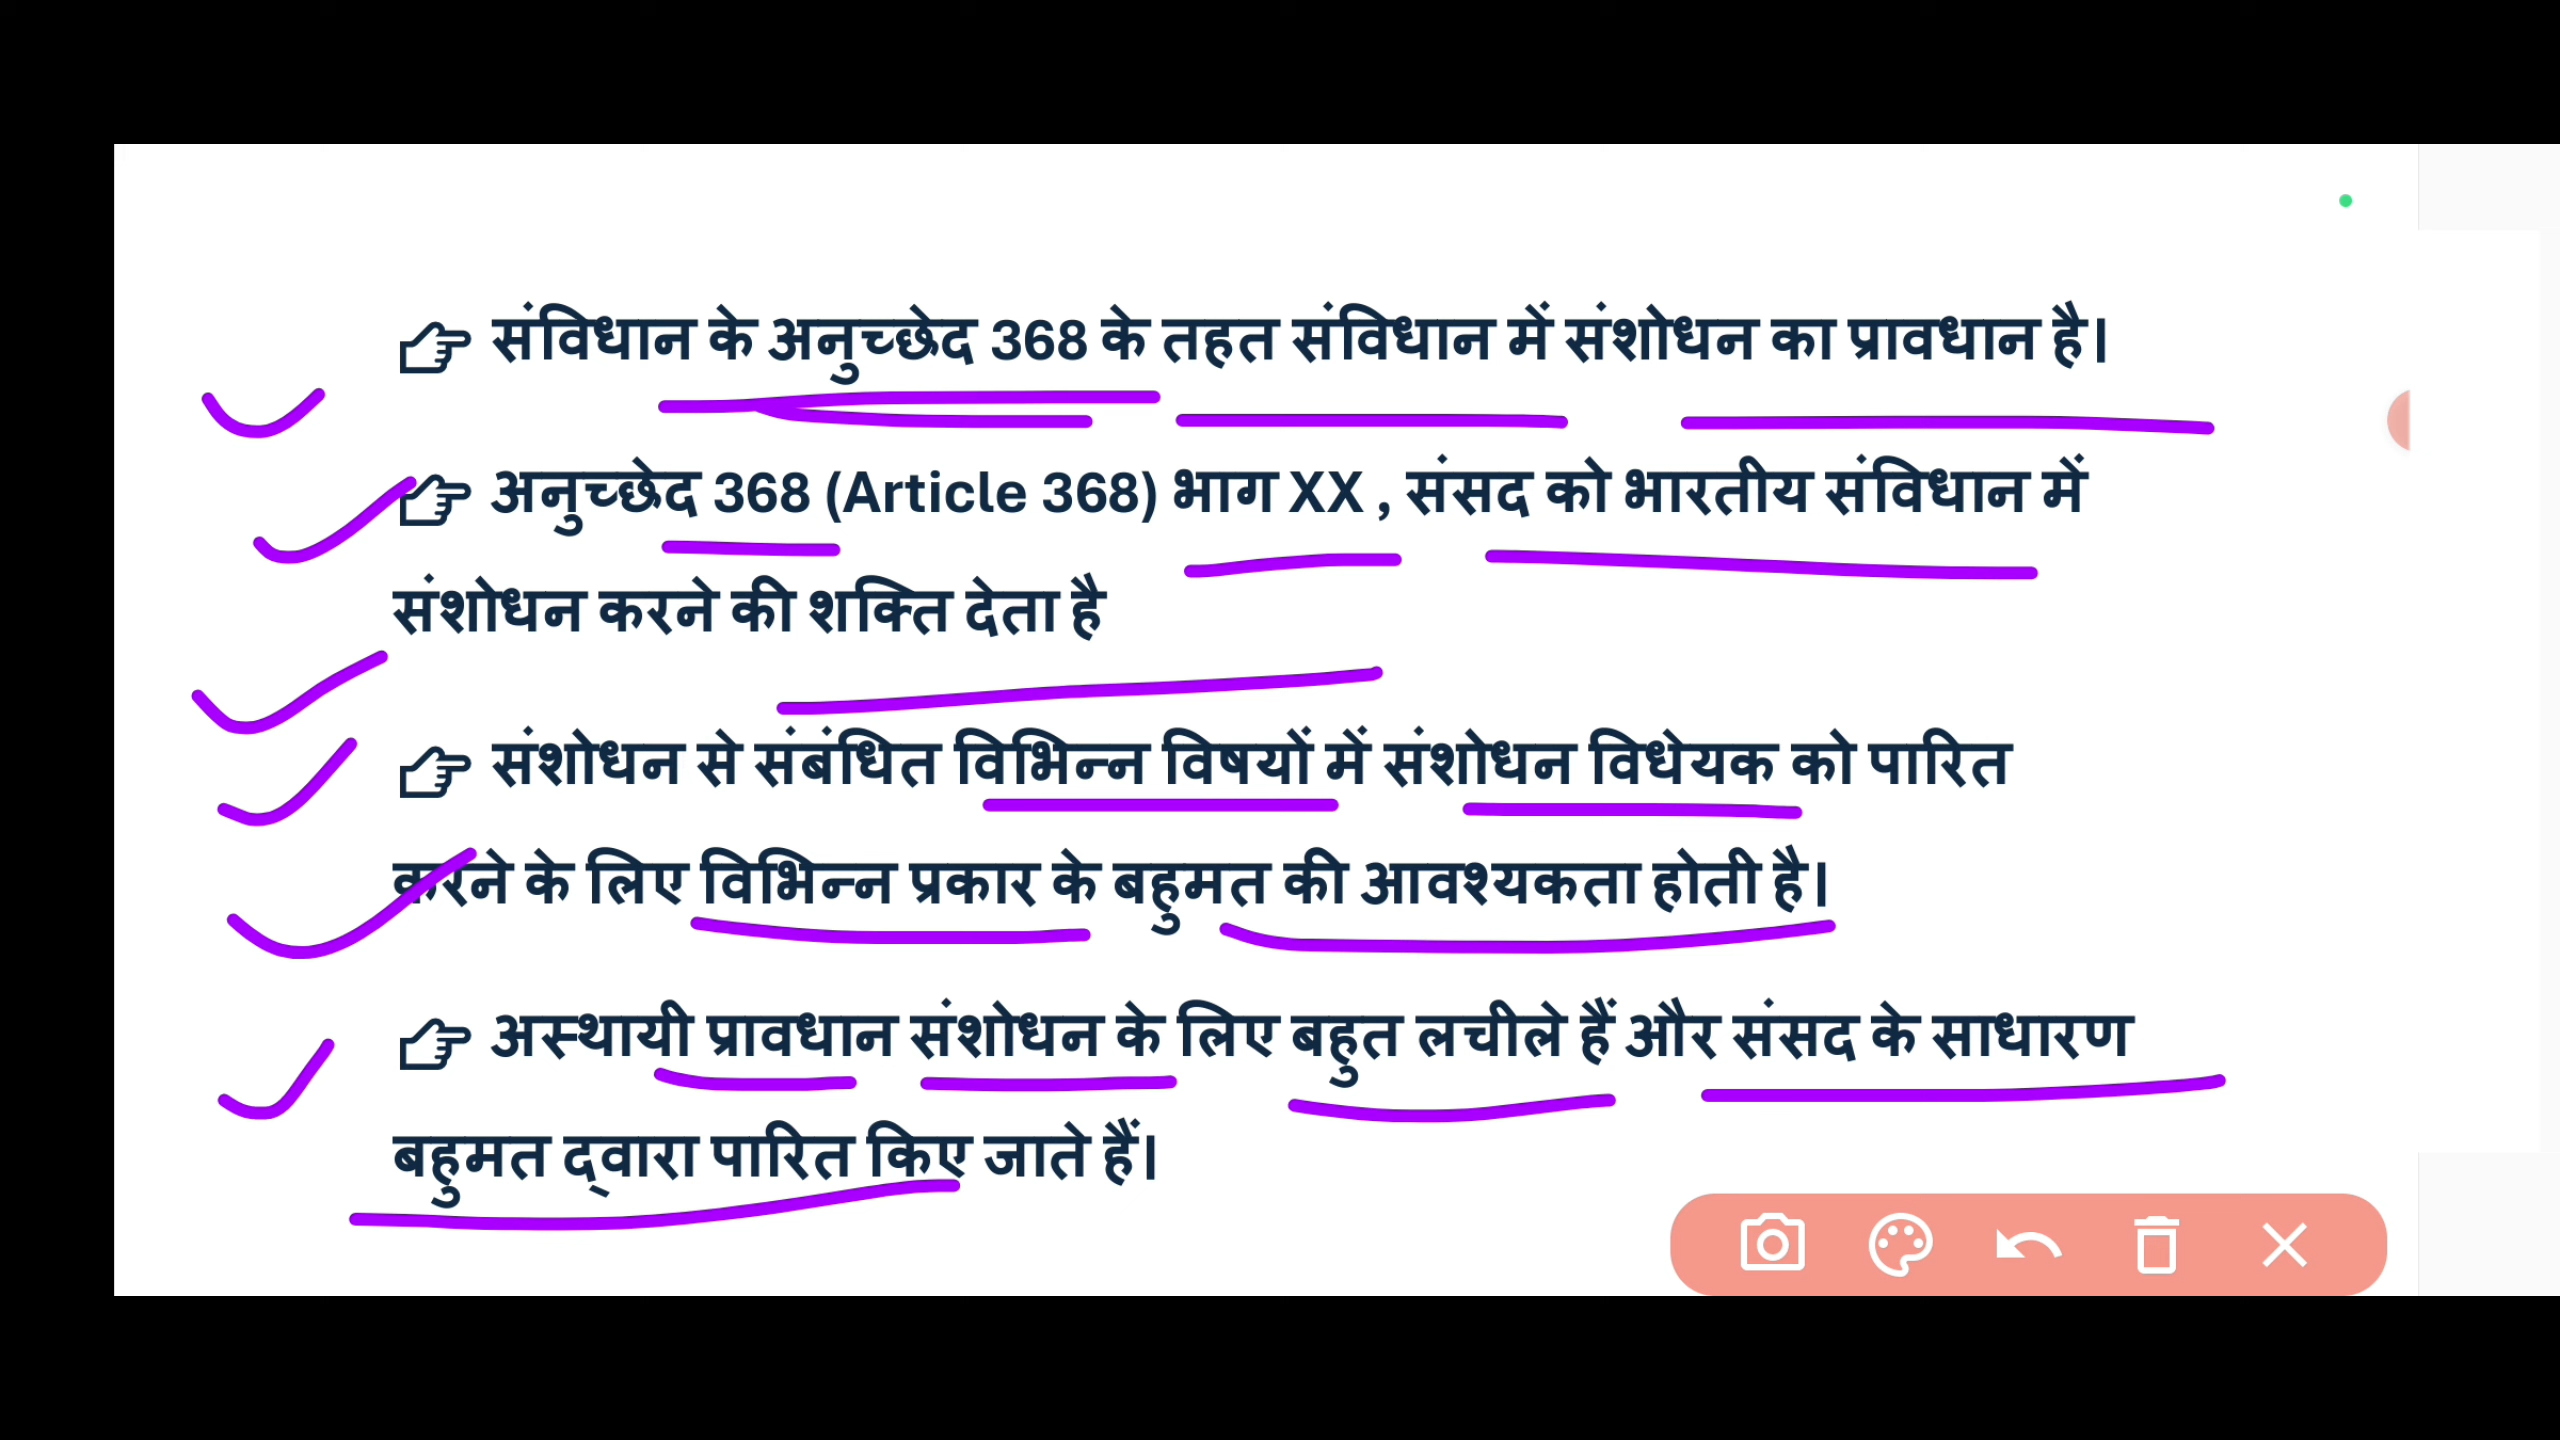 👉 संविधान के अनुच्छेद 368 के तहत संविधान में संशोधन का प्रावधान है।
👉 अनुच्छेद 368 (Article 368) भाग XX , संसद को भारतीय संविधान में
संशोधन करने की शक्ति देता है
👉 संशोधन से संबंधित विभिन्न विषयों में संशोधन विधेयक को पारित
करने के लिए विभिन्न प्रकार के बहुमत की आवश्यकता होती है।
👉 अस्थायी प्रावधान संशोधन के लिए बहुत लचीले हैं और संसद के साधारण
बहुमत द्वारा पारित किए जाते हैं।